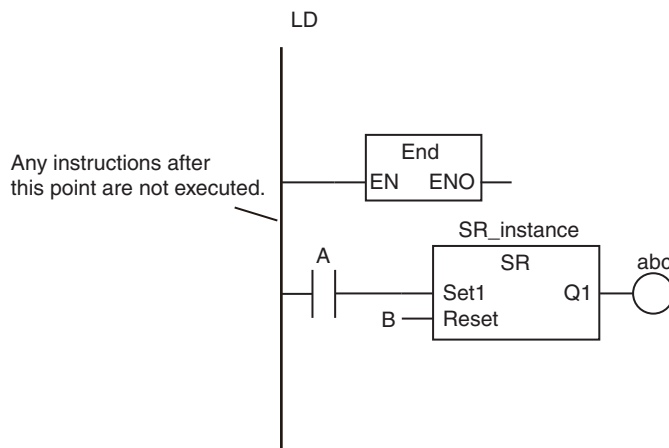 LD
End
EN ENO
Any instructions after
this point are not executed.
SR_instance
A
SR
abc
Set1 Q1
B Reset